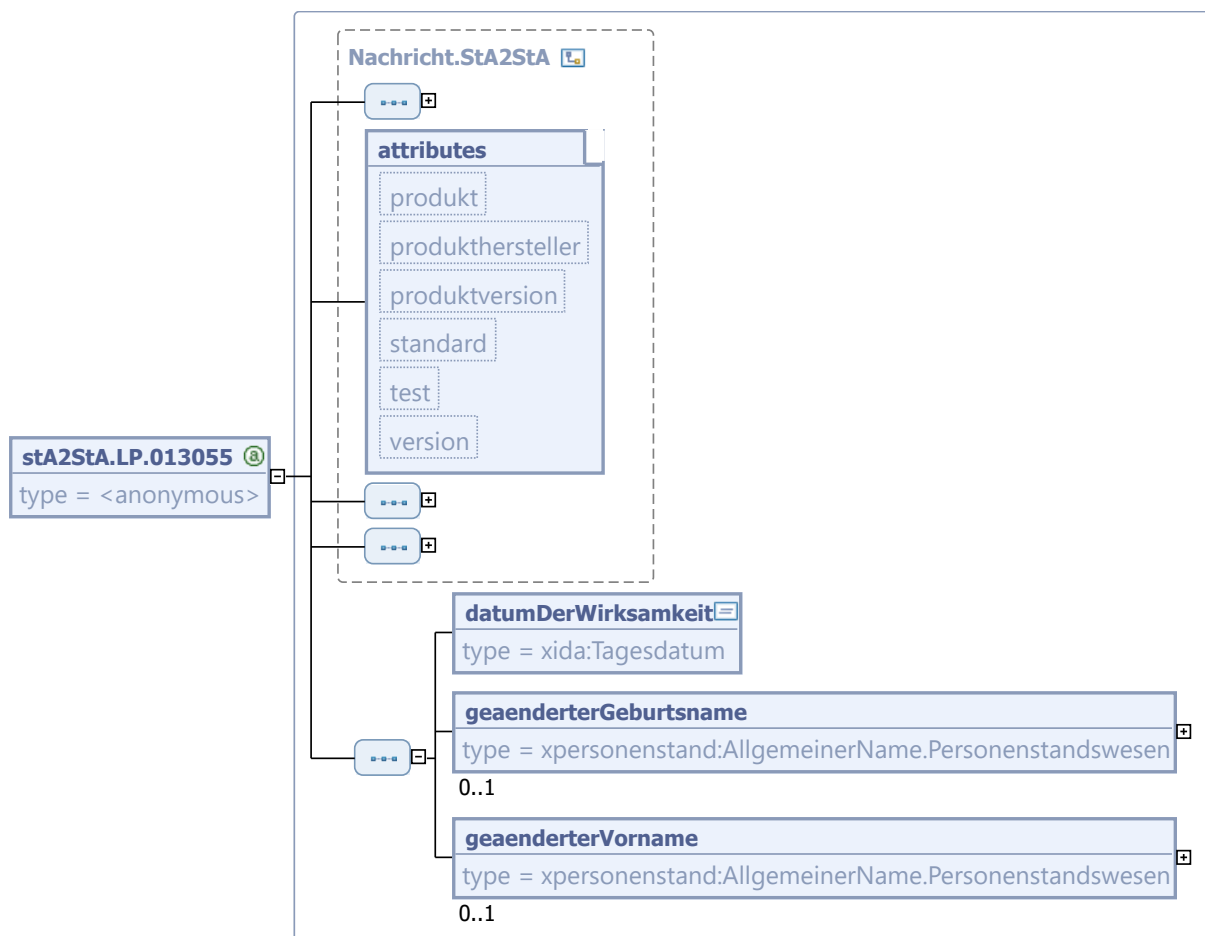 Nachricht.StA2StA
attributes
produkt
produkthersteller
produktversion
standard
test
version
stA2StA.LP.013055
type = <anonymous>
datumDerWirksamkeit
type = xida:Tagesdatum
geaenderterGeburtsname
type = xpersonenstand:AllgemeinerName.Personenstandswesen
0..1
geaenderterVorname
type = xpersonenstand:AllgemeinerName.Personenstandswesen
0..1